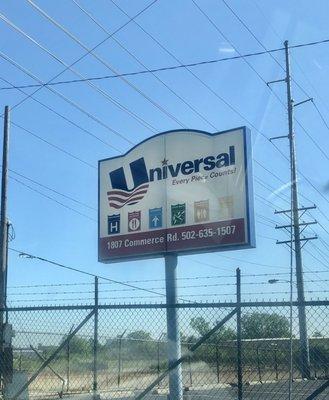 Universal
Every Piece Counts!
H
1807 Commerce Rd. 502-635-1507